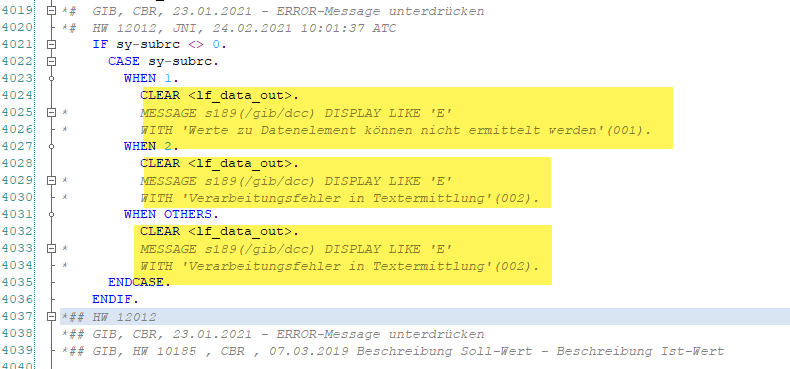 4019 *#  GIB, CBR, 23.01.2021 - ERROR-Message unterdrücken
4020 *#  HW 12012, JNI, 24.02.2021 10:01:37 ATC
4021     IF sy-subrc <> 0.
4022       CASE sy-subrc.
4023         WHEN 1.
4024           CLEAR <lf_data_out>.
4025 *         MESSAGE s189(/gib/dcc) DISPLAY LIKE 'E'
4026 *         WITH 'Werte zu Datenelement können nicht ermittelt werden'(001).
4027         WHEN 2.
4028           CLEAR <lf_data_out>.
4029 *         MESSAGE s189(/gib/dcc) DISPLAY LIKE 'E'
4030 *         WITH 'Verarbeitungsfehler in Textermittlung'(002).
4031         WHEN OTHERS.
4032           CLEAR <lf_data_out>.
4033 *         MESSAGE s189(/gib/dcc) DISPLAY LIKE 'E'
4034 *         WITH 'Verarbeitungsfehler in Textermittlung'(002).
4035       ENDCASE.
4036     ENDIF.
4037 *## HW 12012
4038 *## GIB, CBR, 23.01.2021 - ERROR-Message unterdrücken
4039 *## GIB, HW 10185 , CBR , 07.03.2019 Beschreibung Soll-Wert - Beschreibung Ist-Wert
4040